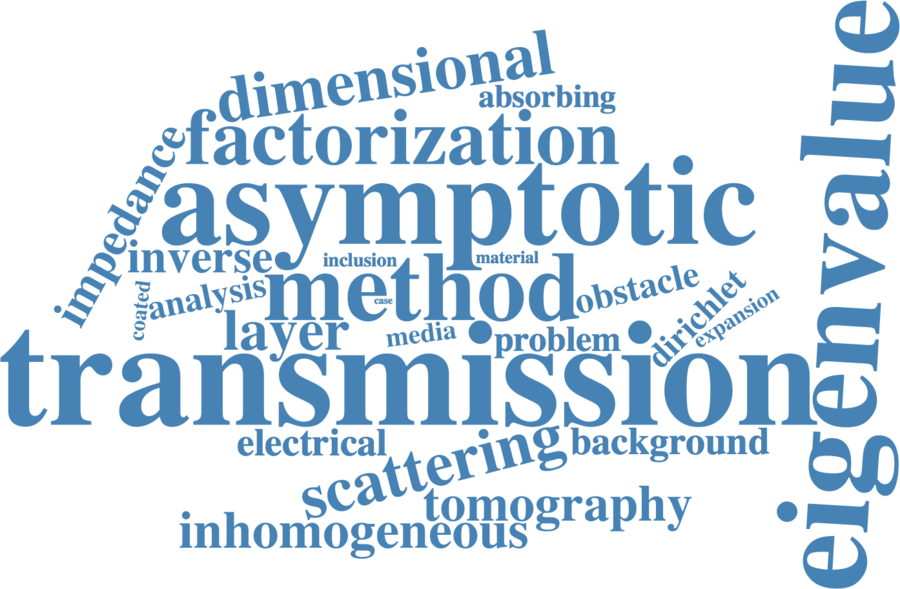 dimensional
absorbing
factorization
impedance
asymptotic
eigenvalue
inverse
inclusion
material
coated
analysis
method
case
obstacle
layer
media
problem
dirichlet
expansion
transmission
electrical
scattering
background
tomography
inhomogeneous